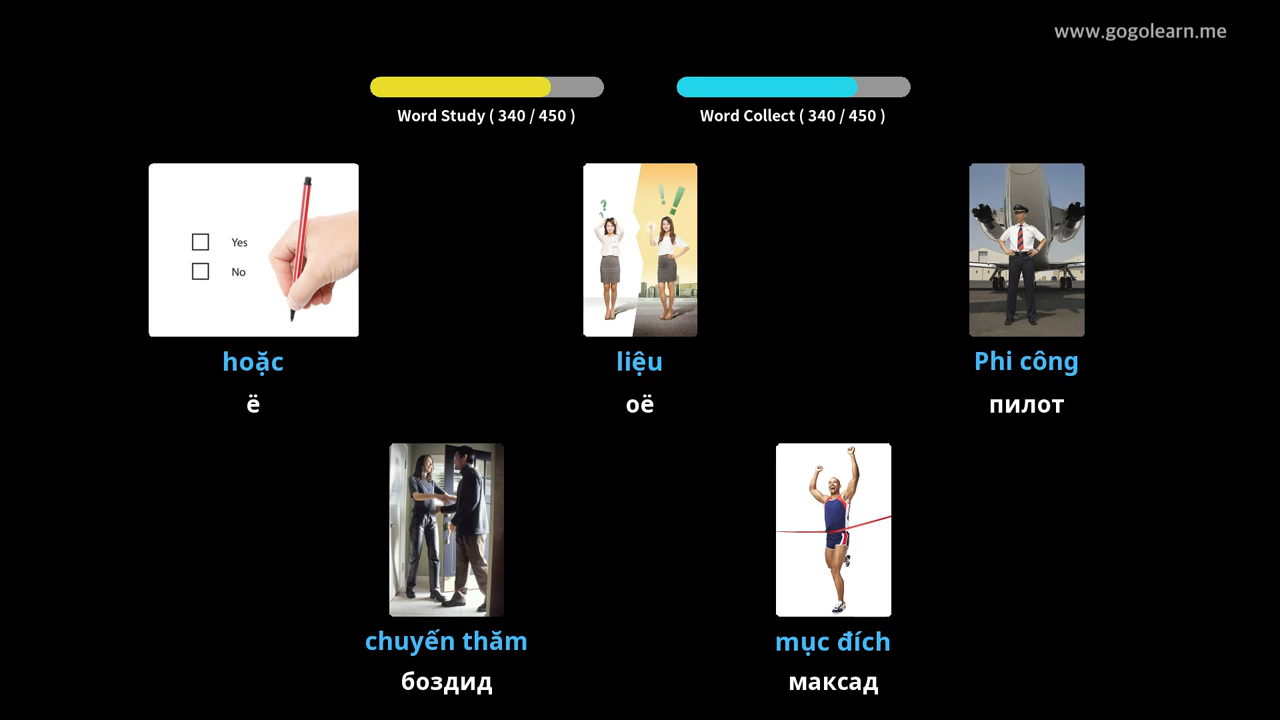 www.gogolearn.me
Word Study ( 340 / 450 )
Word Collect ( 340 / 450 )
Yes
No
? ! !
hoặc
liệu
Phi công
ё
оё
пилот
chuyến thăm
mục đích
боздид
максад